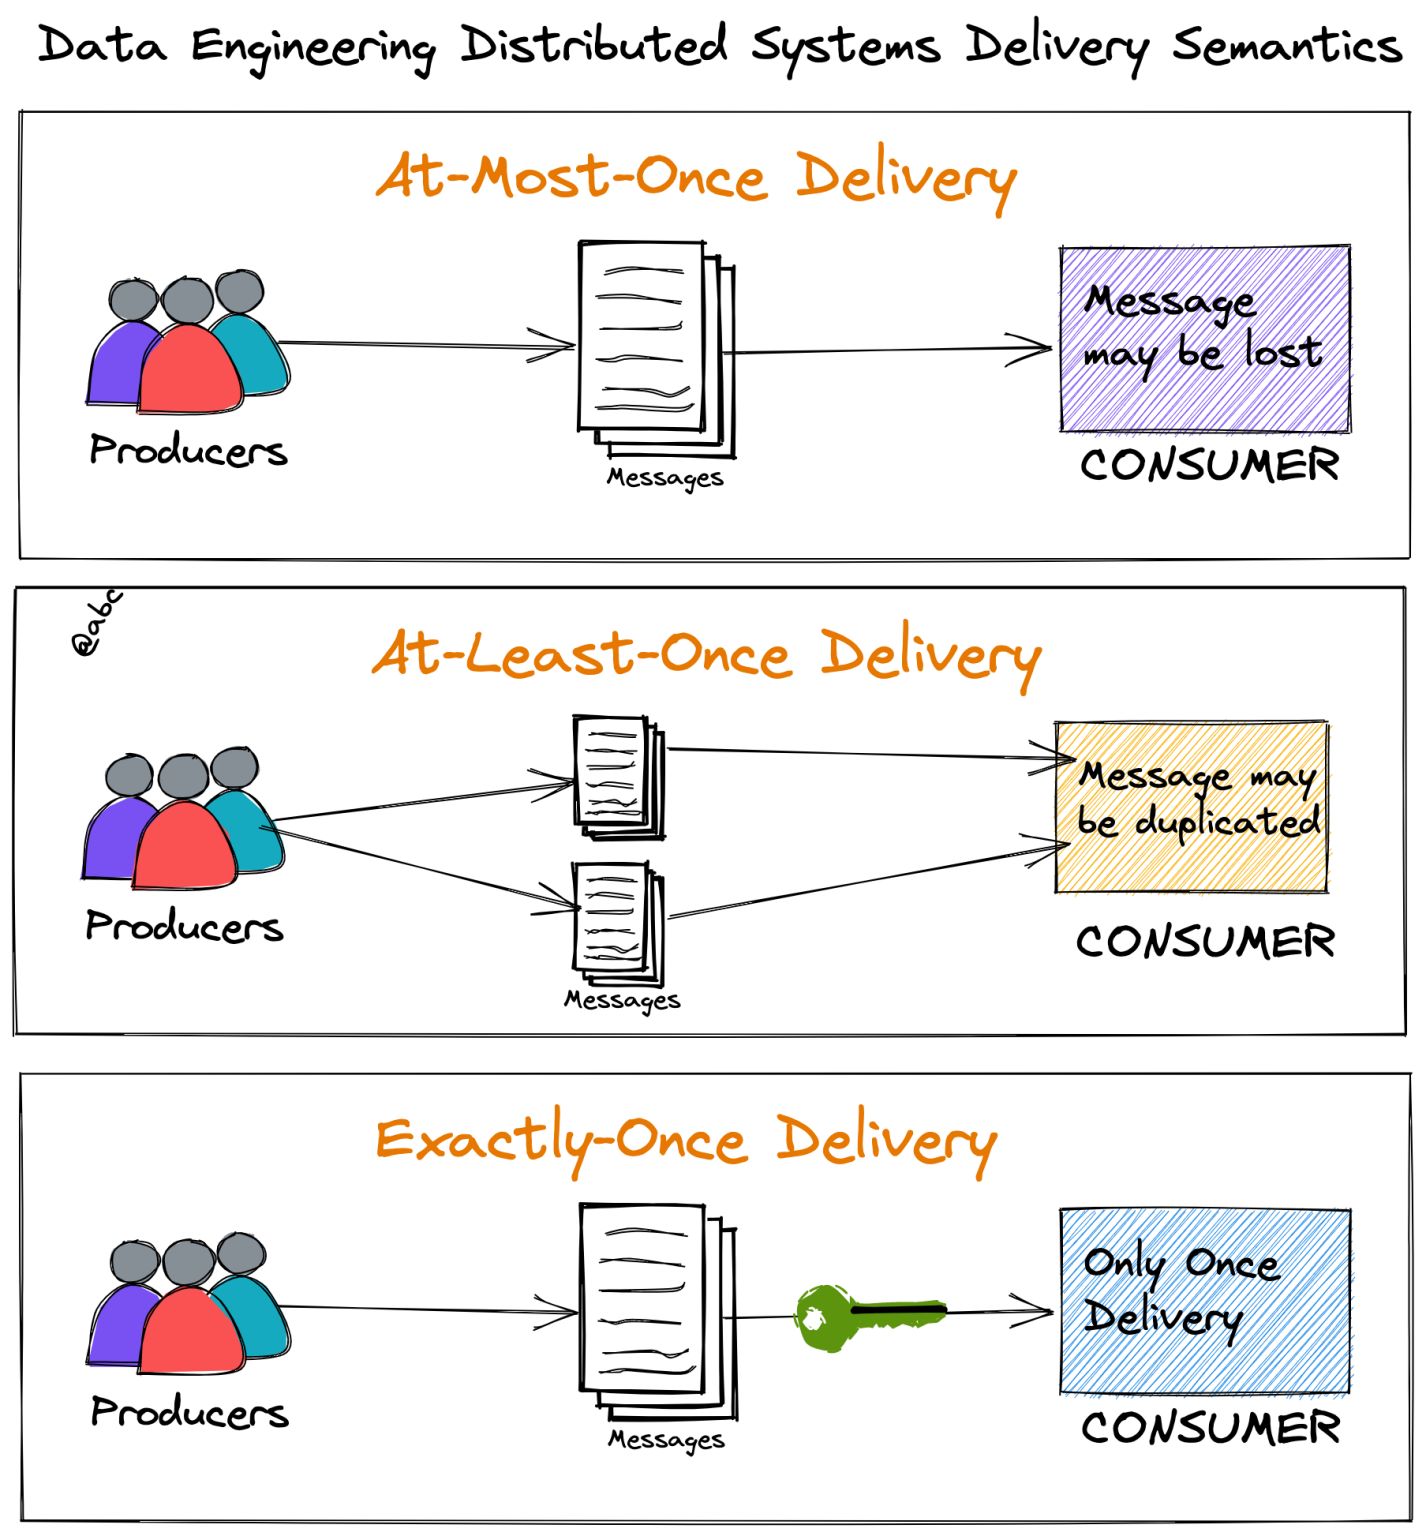 Data Engineering Distributed Systems Delivery Semantics
At-Most-Once Delivery
Message
may be lost
Producers
Messages
CONSUMER
@abc
At-Least-Once Delivery
Message may
be duplicated
Producers
Messages
CONSUMER
Exactly-Once Delivery
Only Once
Delivery
Producers
Messages
CONSUMER